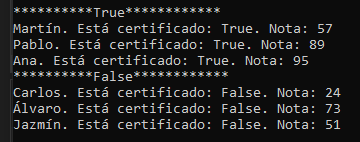 **********True************
Martín. Está certificado: True. Nota: 57
Pablo. Está certificado: True. Nota: 89
Ana. Está certificado: True. Nota: 95
**********False************
Carlos. Está certificado: False. Nota: 24
Álvaro. Está certificado: False. Nota: 73
Jazmín. Está certificado: False. Nota: 51